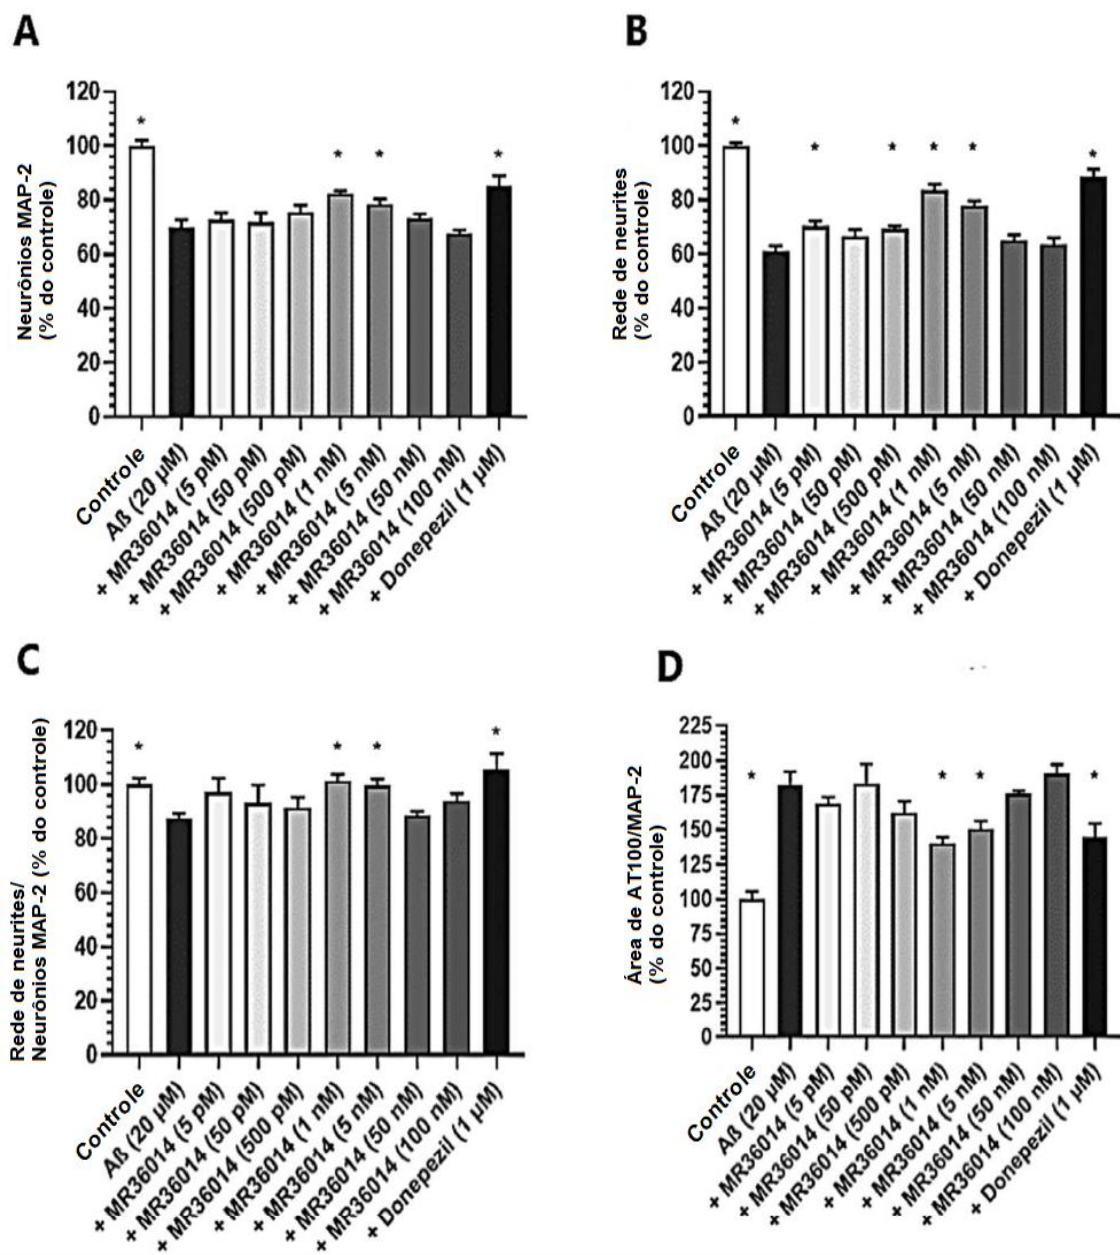 A
Neurônios MAP-2
(% do controle)
120
100
80
60
40
20
0
*
*
*
*
Controle
Aß (20 µM)
+ MR36014 (5 pM)
+ MR36014 (50 pM)
+ MR36014 (500 pM)
+ MR36014 (1 nM)
+ MR36014 (5 nM)
+ MR36014 (50 nM)
+ MR36014 (100 nM)
+ Donepezil (1 µM)
B
Rede de neurites
(% do controle)
120
100
80
60
40
20
0
*
*
*
*
*
*
Controle
Aß (20 µM)
+ MR36014 (5 pM)
+ MR36014 (50 pM)
+ MR36014 (500 pM)
+ MR36014 (1 nM)
+ MR36014 (5 nM)
+ MR36014 (50 nM)
+ MR36014 (100 nM)
+ Donepezil (1 µM)
C
Rede de neurites/
Neurônios MAP-2 (% do controle)
120
100
80
60
40
20
0
*
*
*
*
Controle
Aß (20 µM)
+ MR36014 (5 pM)
+ MR36014 (50 pM)
+ MR36014 (500 pM)
+ MR36014 (1 nM)
+ MR36014 (5 nM)
+ MR36014 (50 nM)
+ MR36014 (100 nM)
+ Donepezil (1 µM)
D
Área de AT100/MAP-2
(% do controle)
225
200
175
150
125
100
75
50
25
0
*
*
*
*
Controle
Aß (20 µM)
+ MR36014 (5 pM)
+ MR36014 (50 pM)
+ MR36014 (500 pM)
+ MR36014 (1 nM)
+ MR36014 (5 nM)
+ MR36014 (50 nM)
+ MR36014 (100 nM)
+ Donepezil (1 µM)